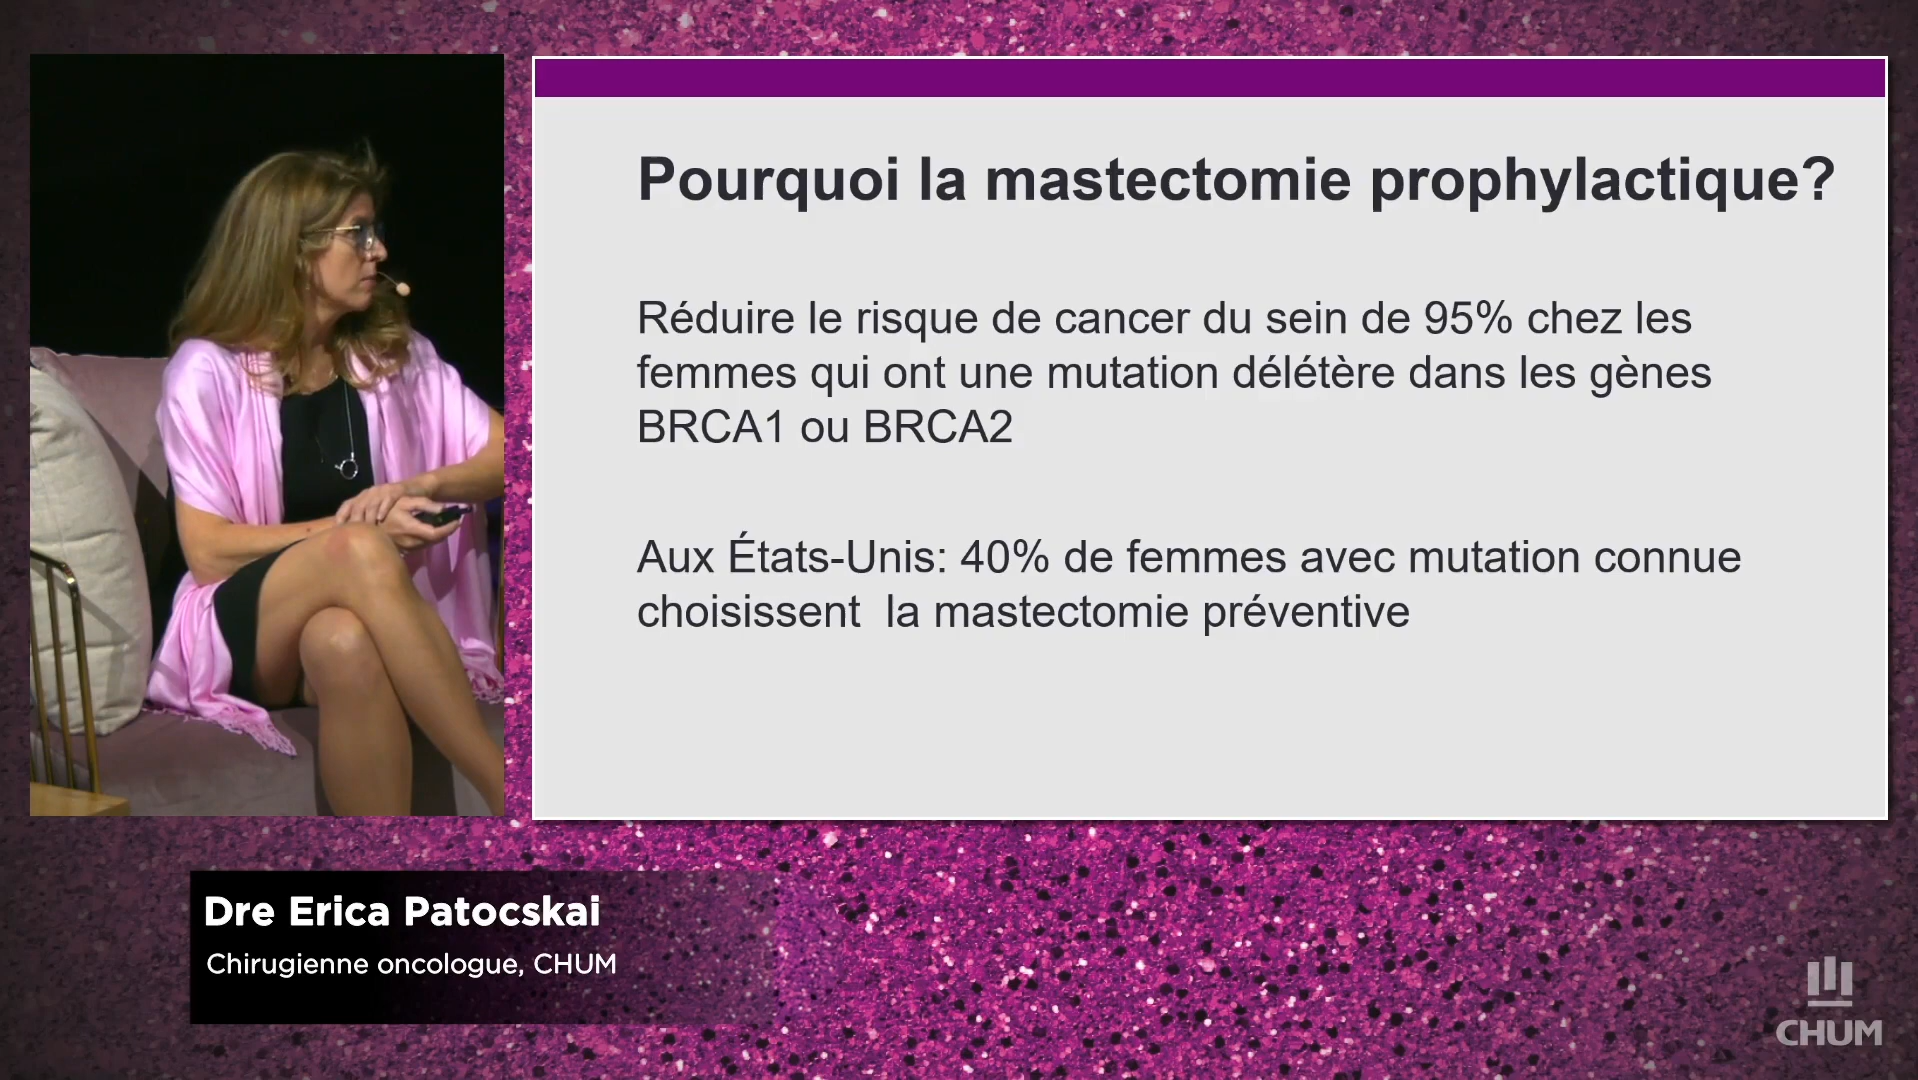 Pourquoi la mastectomie prophylactique?
Réduire le risque de cancer du sein de 95% chez les
femmes qui ont une mutation délétère dans les gènes
BRCA1 ou BRCA2
Aux États-Unis: 40% de femmes avec mutation connue
choisissent la mastectomie préventive
Dre Erica Patocskai
Chirugienne oncologue, CHUM
CHUM